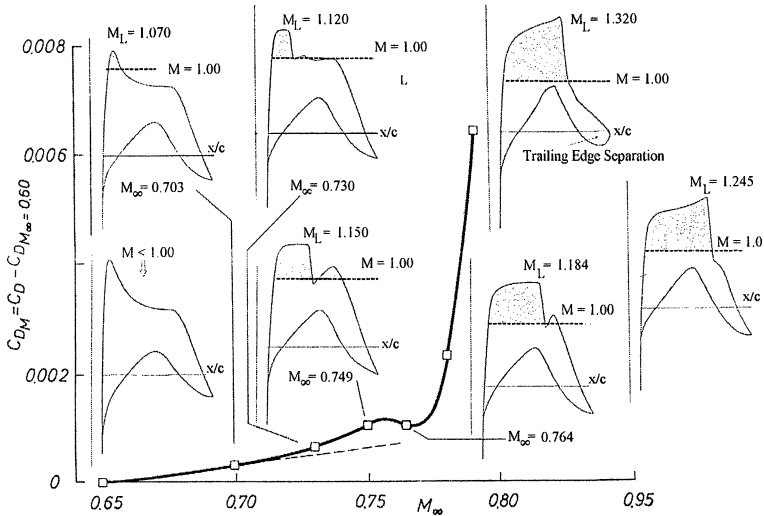 M_L = 1.070
M = 1.00
x/c
M∞ = 0.703
M_L = 1.120
M = 1.00
L
x/c
M∞ = 0.730
M_L = 1.320
M = 1.00
x/c
Trailing Edge Separation
M < 1.00
x/c
M_L = 1.150
M = 1.00
x/c
M∞ = 0.749
M_L = 1.184
M = 1.00
x/c
M∞ = 0.764
M_L = 1.245
M = 1.0
x/c
C_DM = C_D - C_DM∞ = 0,60
0,008
0,006
0,002
0
0,65
0,70
0,75
0,80
0,95
M∞